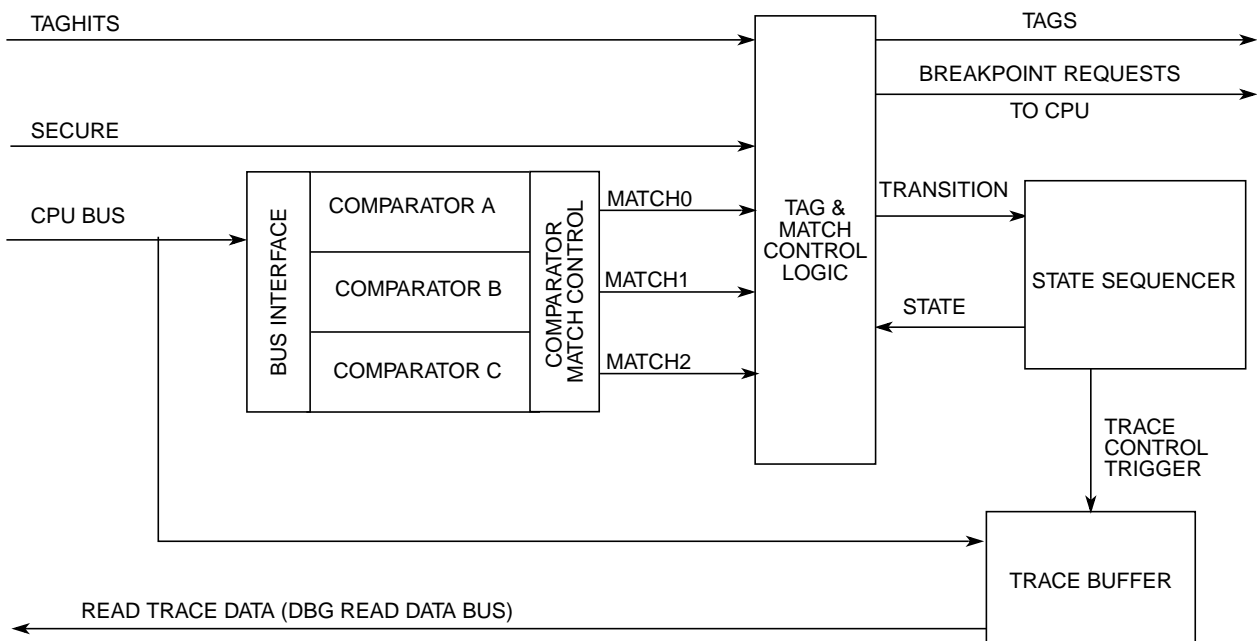 TAGHITS
TAGS
BREAKPOINT REQUESTS
TO CPU
SECURE
CPU BUS
BUS INTERFACE
COMPARATOR A
COMPARATOR B
COMPARATOR C
COMPARATOR
MATCH CONTROL
MATCH0
MATCH1
MATCH2
TAG &
MATCH
CONTROL
LOGIC
TRANSITION
STATE
STATE SEQUENCER
TRACE
CONTROL
TRIGGER
TRACE BUFFER
READ TRACE DATA (DBG READ DATA BUS)